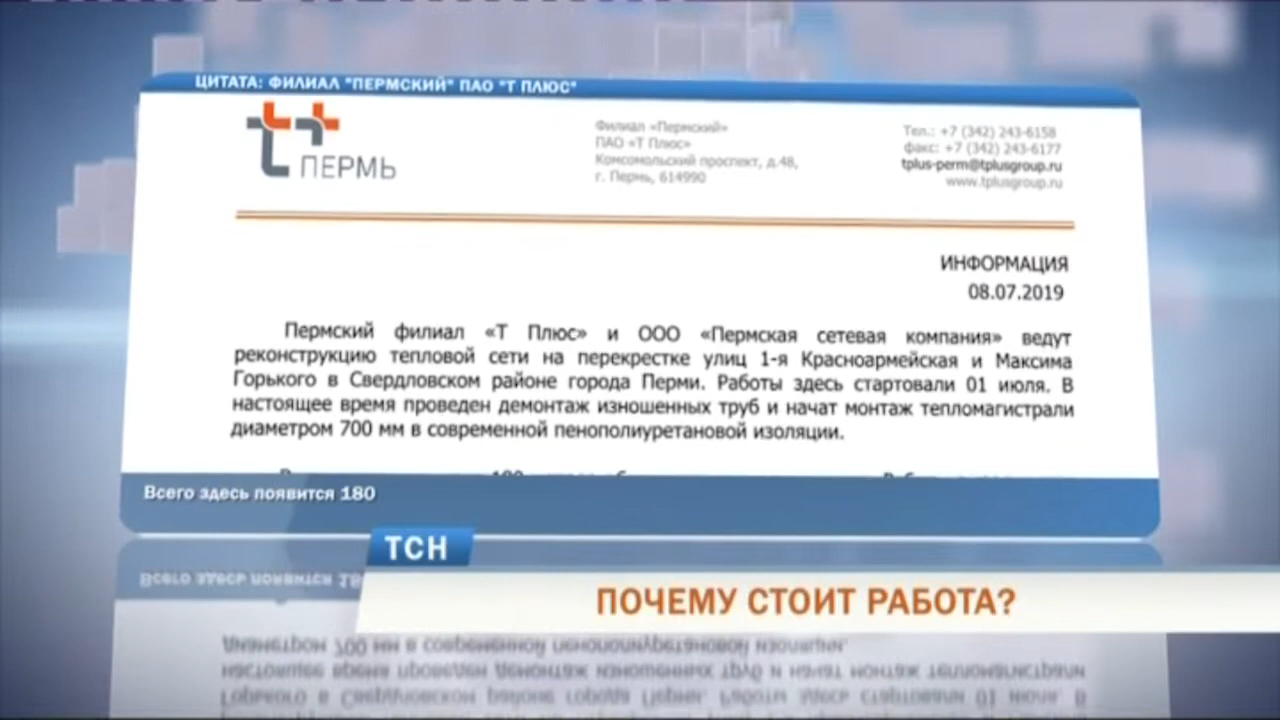 ЦИТАТА: ФИЛИАЛ "ПЕРМСКИЙ" ПАО "Т ПЛЮС"
ПЕРМЬ
Филиал «Пермский»
ПАО «Т Плюс»
Комсомольский проспект, д.48,
г. Пермь, 614990
Тел.: +7 (342) 243-6158
факс: +7 (342) 243-6177
tplus-perm@tplusgroup.ru
www.tplusgroup.ru
ИНФОРМАЦИЯ
08.07.2019
Пермский филиал «Т Плюс» и ООО «Пермская сетевая компания» ведут
реконструкцию тепловой сети на перекрестке улиц 1-я Красноармейская и Максима
Горького в Свердловском районе города Перми. Работы здесь стартовали 01 июля. В
настоящее время проведен демонтаж изношенных труб и начат монтаж тепломагистрали
диаметром 700 мм в современной пенополиуретановой изоляции.
Всего здесь появится 180
ТСН
ПОЧЕМУ СТОИТ РАБОТА?